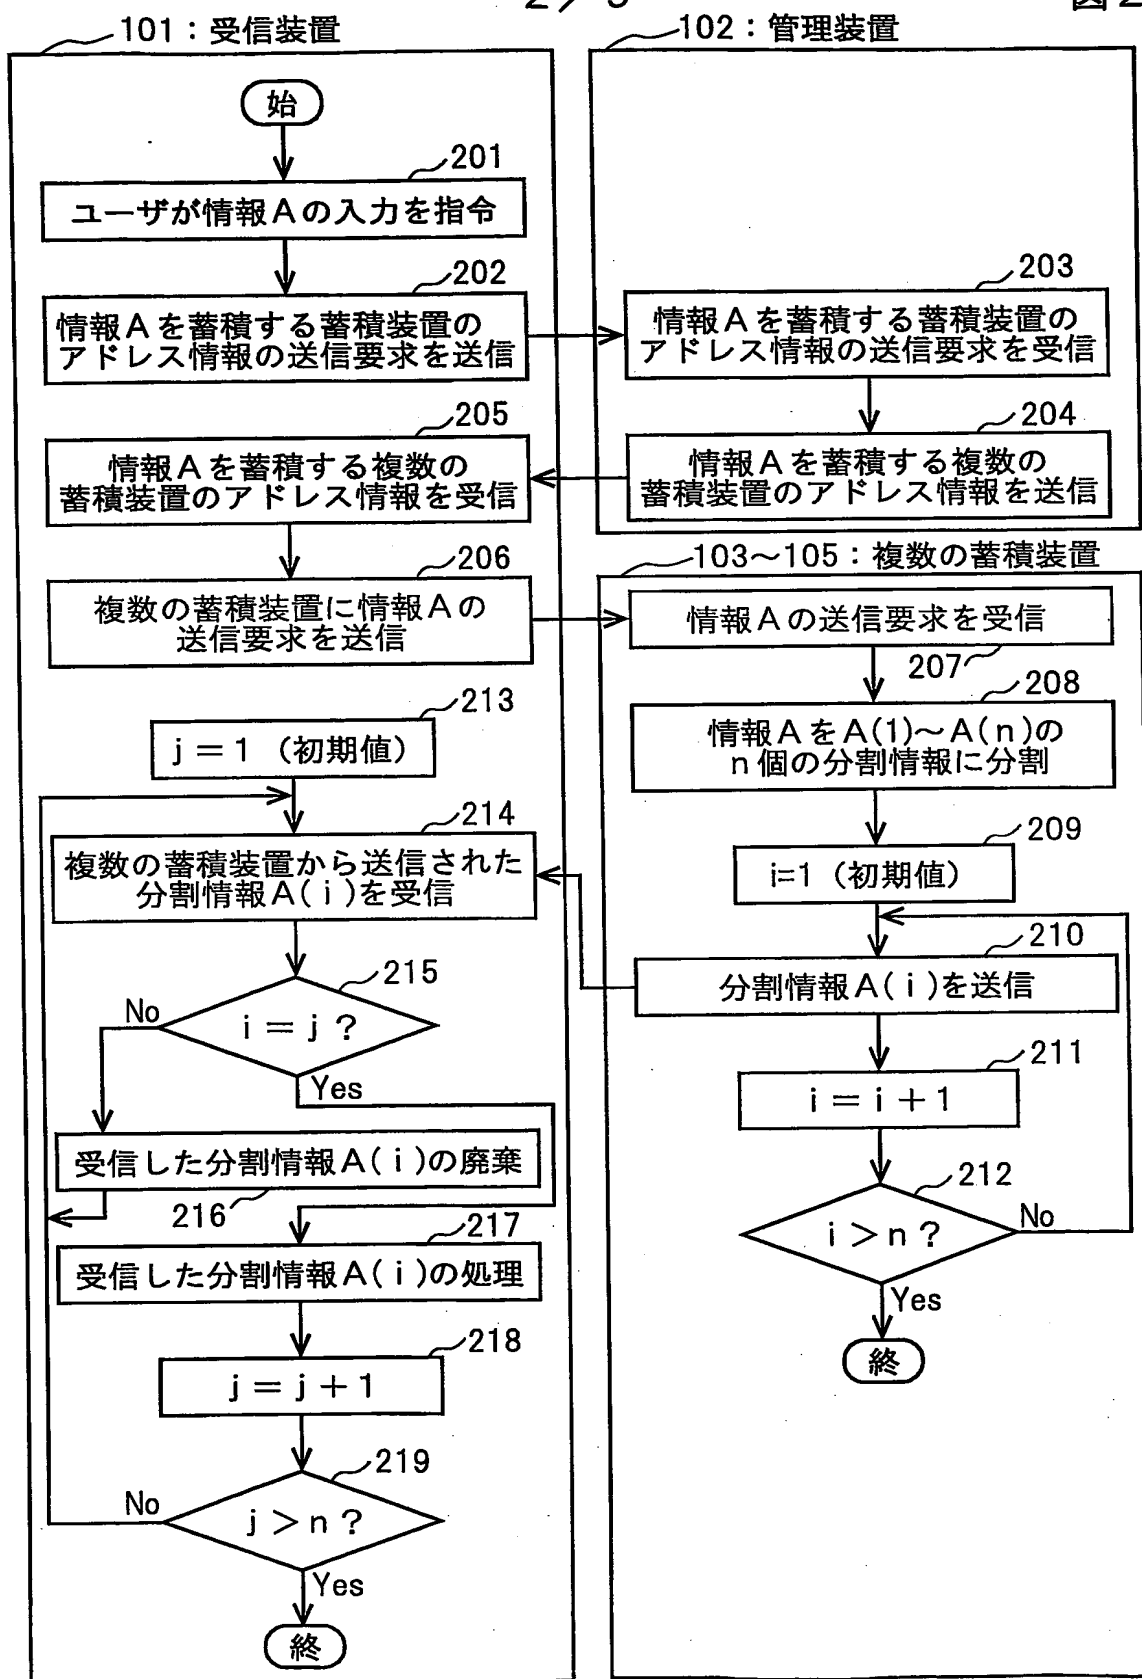 101：受信装置
始
201
ユーザが情報Aの入力を指令
202
情報Aを蓄積する蓄積装置の
アドレス情報の送信要求を送信
205
情報Aを蓄積する複数の
蓄積装置のアドレス情報を受信
206
複数の蓄積装置に情報Aの
送信要求を送信
213
j＝1（初期値）
214
複数の蓄積装置から送信された
分割情報A(i)を受信
215
i＝j？
No
Yes
受信した分割情報A(i)の廃棄
216
217
受信した分割情報A(i)の処理
218
j＝j＋1
219
j＞n？
No
Yes
終
102：管理装置
203
情報Aを蓄積する蓄積装置の
アドレス情報の送信要求を受信
204
情報Aを蓄積する複数の
蓄積装置のアドレス情報を送信
103～105：複数の蓄積装置
情報Aの送信要求を受信
207
208
情報AをA(1)～A(n)の
n個の分割情報に分割
209
i=1（初期値）
210
分割情報A(i)を送信
211
i＝i＋1
212
i＞n？
No
Yes
終